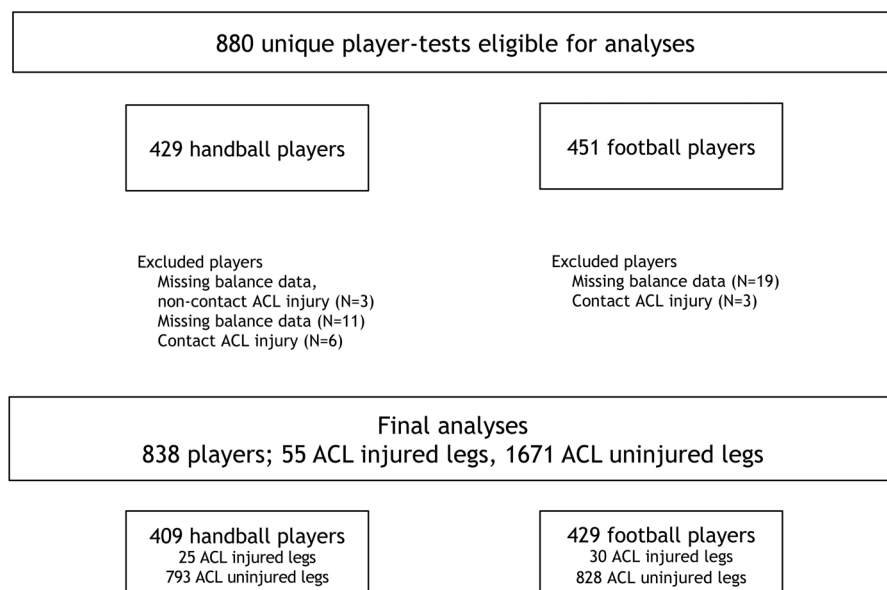 880 unique player-tests eligible for analyses
429 handball players
451 football players
Excluded players
Missing balance data,
non-contact ACL injury (N=3)
Missing balance data (N=11)
Contact ACL injury (N=6)
Excluded players
Missing balance data (N=19)
Contact ACL injury (N=3)
Final analyses
838 players; 55 ACL injured legs, 1671 ACL uninjured legs
409 handball players
25 ACL injured legs
793 ACL uninjured legs
429 football players
30 ACL injured legs
828 ACL uninjured legs